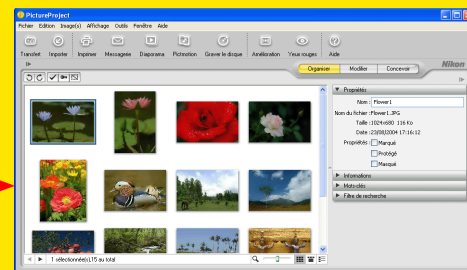 PictureProject
Fichier Edition Image(s) Affichage Outils Fenêtre Aide
Transfert Importer Imprimer Messagerie Diaporama Pictmotion Graver le disque Amélioration Yeux rouges Aide
Organiser Modifier Concevoir Nikon
Propriétés
Nom : Flower1
Nom du fichier : Flower1.JPG
Taille : 1024x680 116 Ko
Date : 23/08/2004 17:16:12
Propriétés : Marqué
Protégé
Masqué
Informations
Mots-clés
Filtre de recherche
1 sélectionnée(s),15 au total